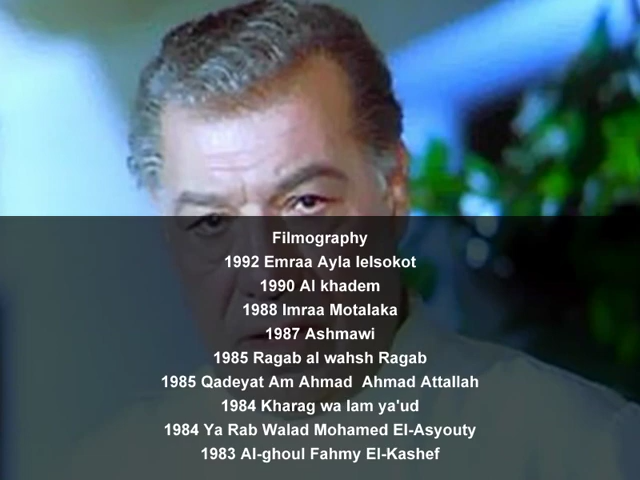 Filmography
1992 Emraa Ayla lelsokot
1990 Al khadem
1988 Imraa Motalaka
1987 Ashmawi
1985 Ragab al wahsh Ragab
1985 Qadeyat Am Ahmad  Ahmad Attallah
1984 Kharag wa lam ya'ud
1984 Ya Rab Walad Mohamed El-Asyouty
1983 Al-ghoul Fahmy El-Kashef